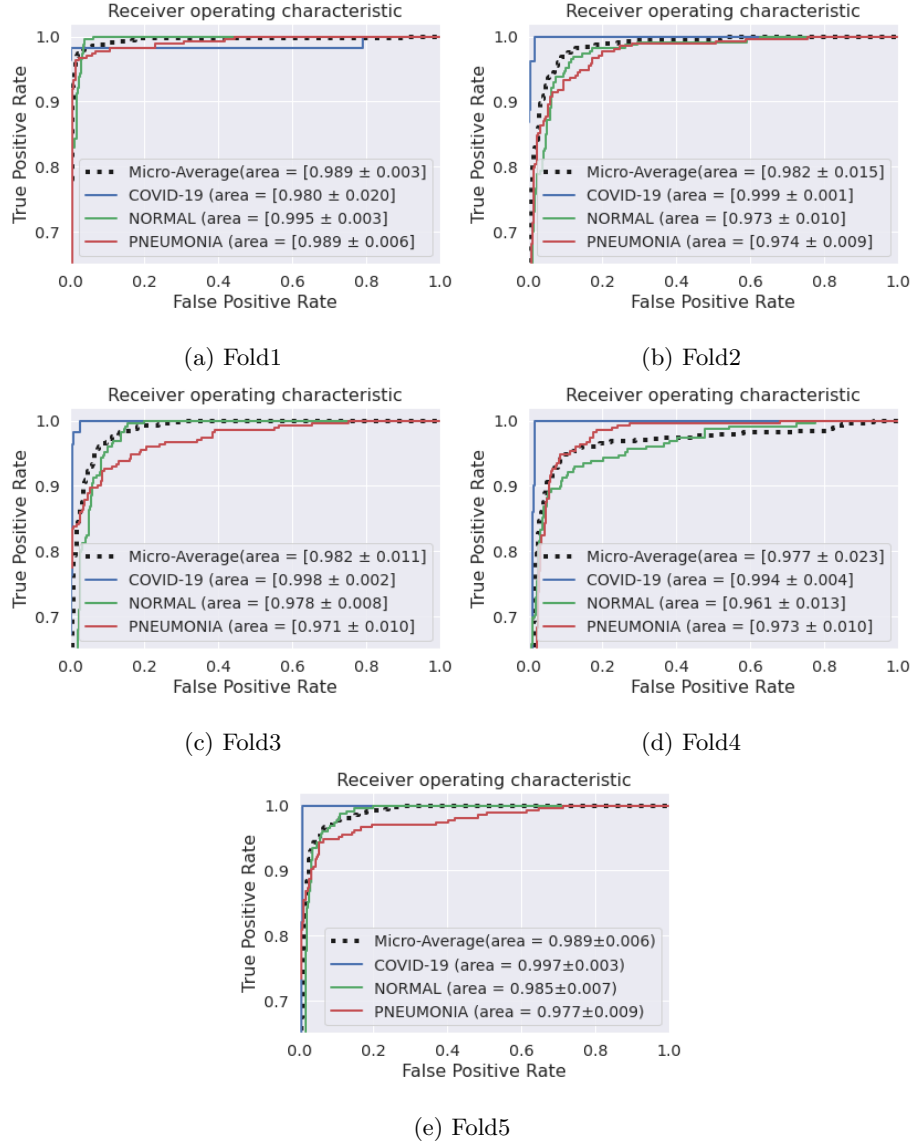 Receiver operating characteristic
1.0
0.9
0.8
0.7
True Positive Rate
Micro-Average(area = [0.989 ± 0.003]
COVID-19 (area = [0.980 ± 0.020]
NORMAL (area = [0.995 ± 0.003]
PNEUMONIA (area = [0.989 ± 0.006]
0.0 0.2 0.4 0.6 0.8 1.0
False Positive Rate
(a) Fold1
Receiver operating characteristic
1.0
0.9
0.8
0.7
True Positive Rate
Micro-Average(area = [0.982 ± 0.015]
COVID-19 (area = [0.999 ± 0.001]
NORMAL (area = [0.973 ± 0.010]
PNEUMONIA (area = [0.974 ± 0.009]
0.0 0.2 0.4 0.6 0.8 1.0
False Positive Rate
(b) Fold2
Receiver operating characteristic
1.0
0.9
0.8
0.7
True Positive Rate
Micro-Average(area = [0.982 ± 0.011]
COVID-19 (area = [0.998 ± 0.002]
NORMAL (area = [0.978 ± 0.008]
PNEUMONIA (area = [0.971 ± 0.010]
0.0 0.2 0.4 0.6 0.8 1.0
False Positive Rate
(c) Fold3
Receiver operating characteristic
1.0
0.9
0.8
0.7
True Positive Rate
Micro-Average(area = [0.977 ± 0.023]
COVID-19 (area = [0.994 ± 0.004]
NORMAL (area = [0.961 ± 0.013]
PNEUMONIA (area = [0.973 ± 0.010]
0.0 0.2 0.4 0.6 0.8 1.0
False Positive Rate
(d) Fold4
Receiver operating characteristic
1.0
0.9
0.8
0.7
True Positive Rate
Micro-Average(area = 0.989±0.006)
COVID-19 (area = 0.997±0.003)
NORMAL (area = 0.985±0.007)
PNEUMONIA (area = 0.977±0.009)
0.0 0.2 0.4 0.6 0.8 1.0
False Positive Rate
(e) Fold5